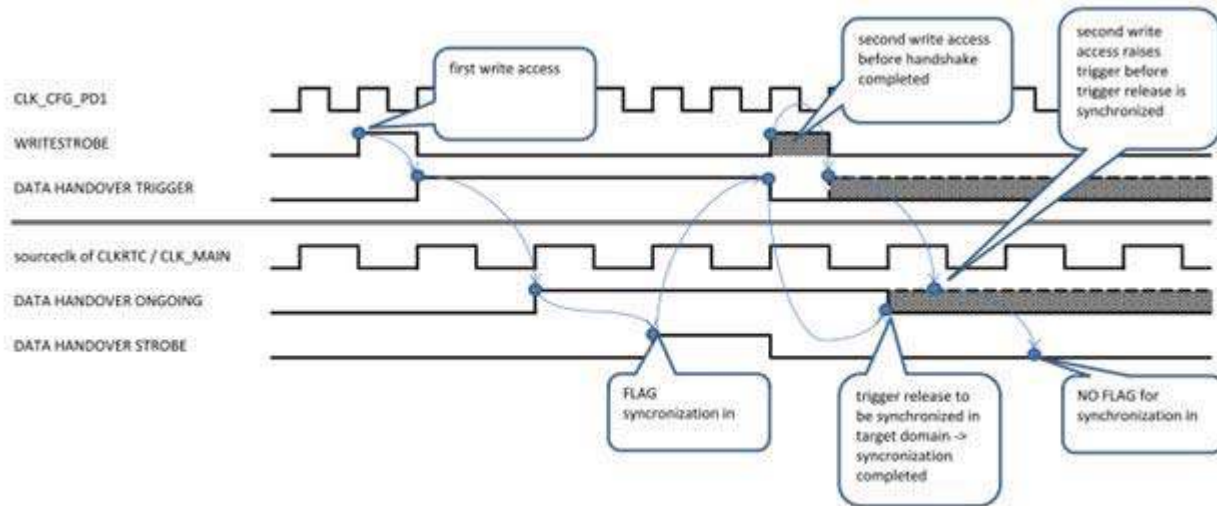 first write access
second write access
before handshake
completed
second write
access raises
trigger before
trigger release is
synchronized
CLK_CFG_PD1
WRITESTROBE
DATA HANDOVER TRIGGER
sourceclk of CLKRTC / CLK_MAIN
DATA HANDOVER ONGOING
DATA HANDOVER STROBE
FLAG
syncronization in
trigger release to
be synchronized in
target domain ->
syncronization
completed
NO FLAG for
synchronization in